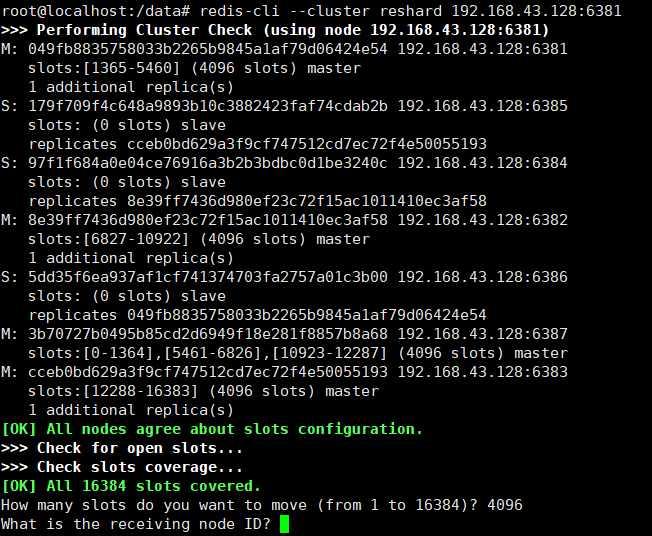 root@localhost:/data# redis-cli --cluster reshard 192.168.43.128:6381
>>> Performing Cluster Check (using node 192.168.43.128:6381)
M: 049fb8835758033b2265b9845a1af79d06424e54 192.168.43.128:6381
   slots:[1365-5460] (4096 slots) master
   1 additional replica(s)
S: 179f709f4c648a9893b10c3882423faf74cdab2b 192.168.43.128:6385
   slots: (0 slots) slave
   replicates cceb0bd629a3f9cf747512cd7ec72f4e50055193
S: 97f1f684a0e04ce76916a3b2b3bdbc0d1be3240c 192.168.43.128:6384
   slots: (0 slots) slave
   replicates 8e39ff7436d980ef23c72f15ac1011410ec3af58
M: 8e39ff7436d980ef23c72f15ac1011410ec3af58 192.168.43.128:6382
   slots:[6827-10922] (4096 slots) master
   1 additional replica(s)
S: 5dd35f6ea937af1cf741374703fa2757a01c3b00 192.168.43.128:6386
   slots: (0 slots) slave
   replicates 049fb8835758033b2265b9845a1af79d06424e54
M: 3b70727b0495b85cd2d6949f18e281f8857b8a68 192.168.43.128:6387
   slots:[0-1364],[5461-6826],[10923-12287] (4096 slots) master
M: cceb0bd629a3f9cf747512cd7ec72f4e50055193 192.168.43.128:6383
   slots:[12288-16383] (4096 slots) master
   1 additional replica(s)
[OK] All nodes agree about slots configuration.
>>> Check for open slots...
>>> Check slots coverage...
[OK] All 16384 slots covered.
How many slots do you want to move (from 1 to 16384)? 4096
What is the receiving node ID?